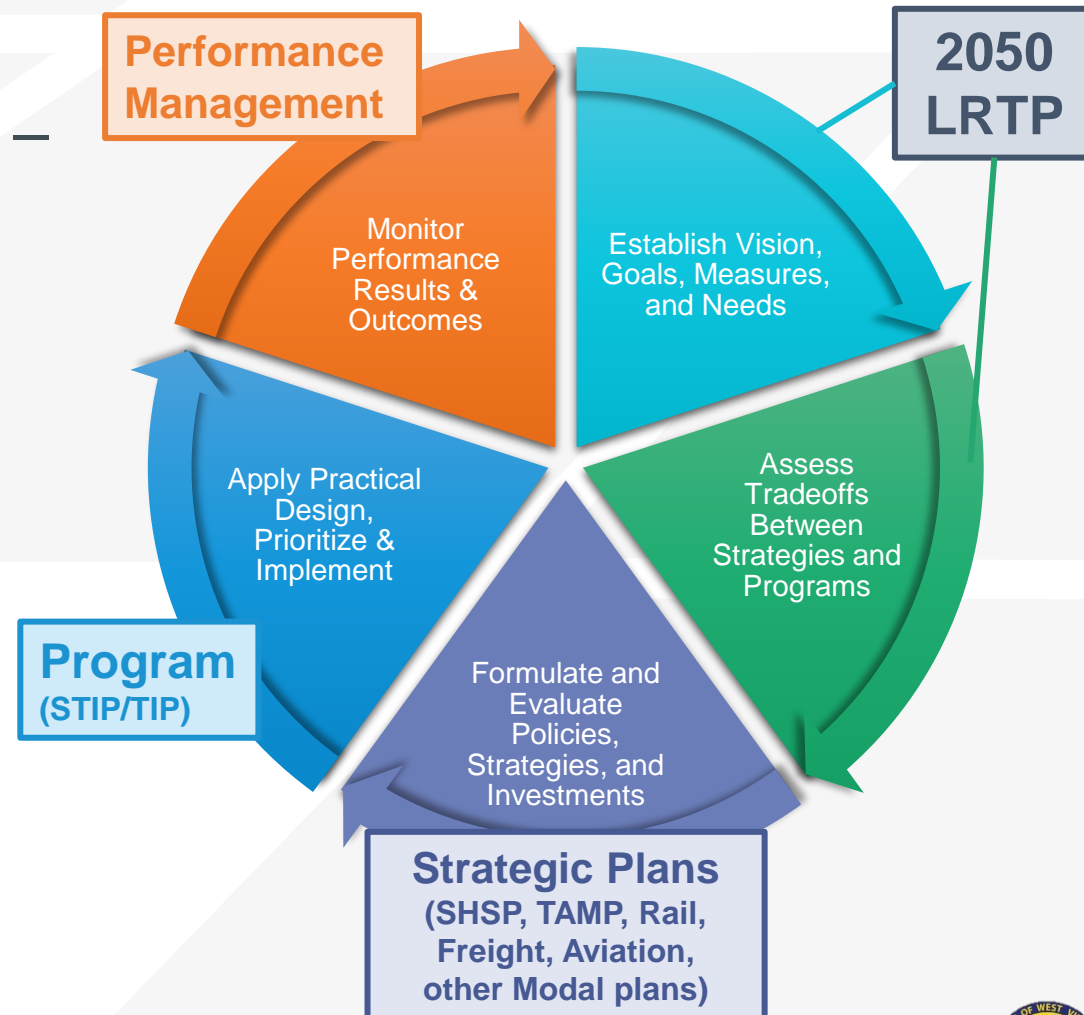 Performance
Management
2050
LRTP
Monitor
Performance
Results &
Outcomes
Establish Vision,
Goals, Measures,
and Needs
Assess
Tradeoffs
Between
Strategies and
Programs
Apply Practical
Design,
Prioritize &
Implement
Program
(STIP/TIP)
Formulate and
Evaluate
Policies,
Strategies, and
Investments
Strategic Plans
(SHSP, TAMP, Rail,
Freight, Aviation,
other Modal plans)
OF WEST